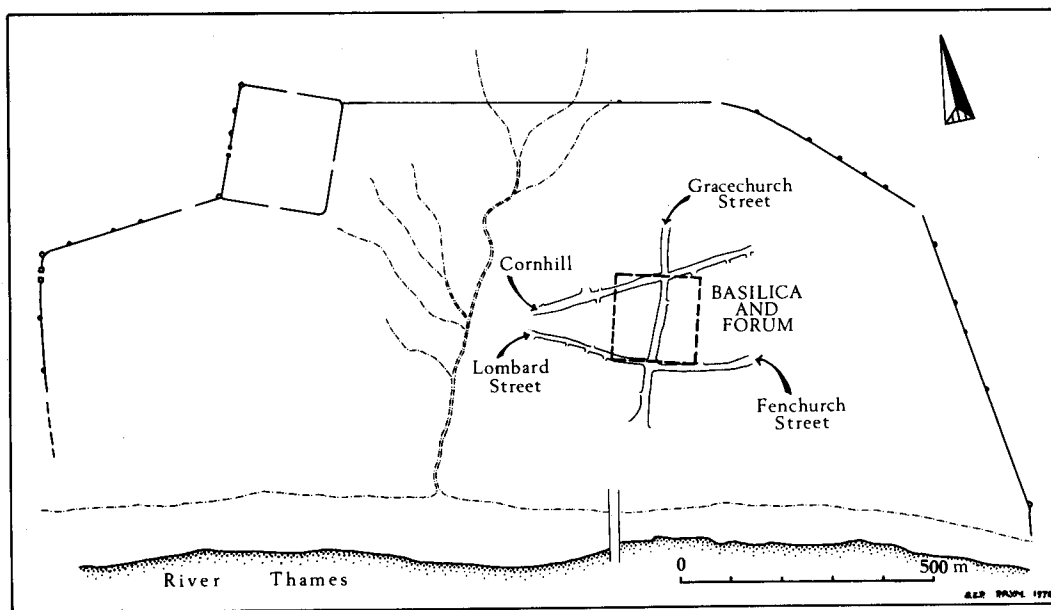 Gracechurch
Street
Cornhill
BASILICA
AND
FORUM
Lombard
Street
Fenchurch
Street
River Thames
0 500 m